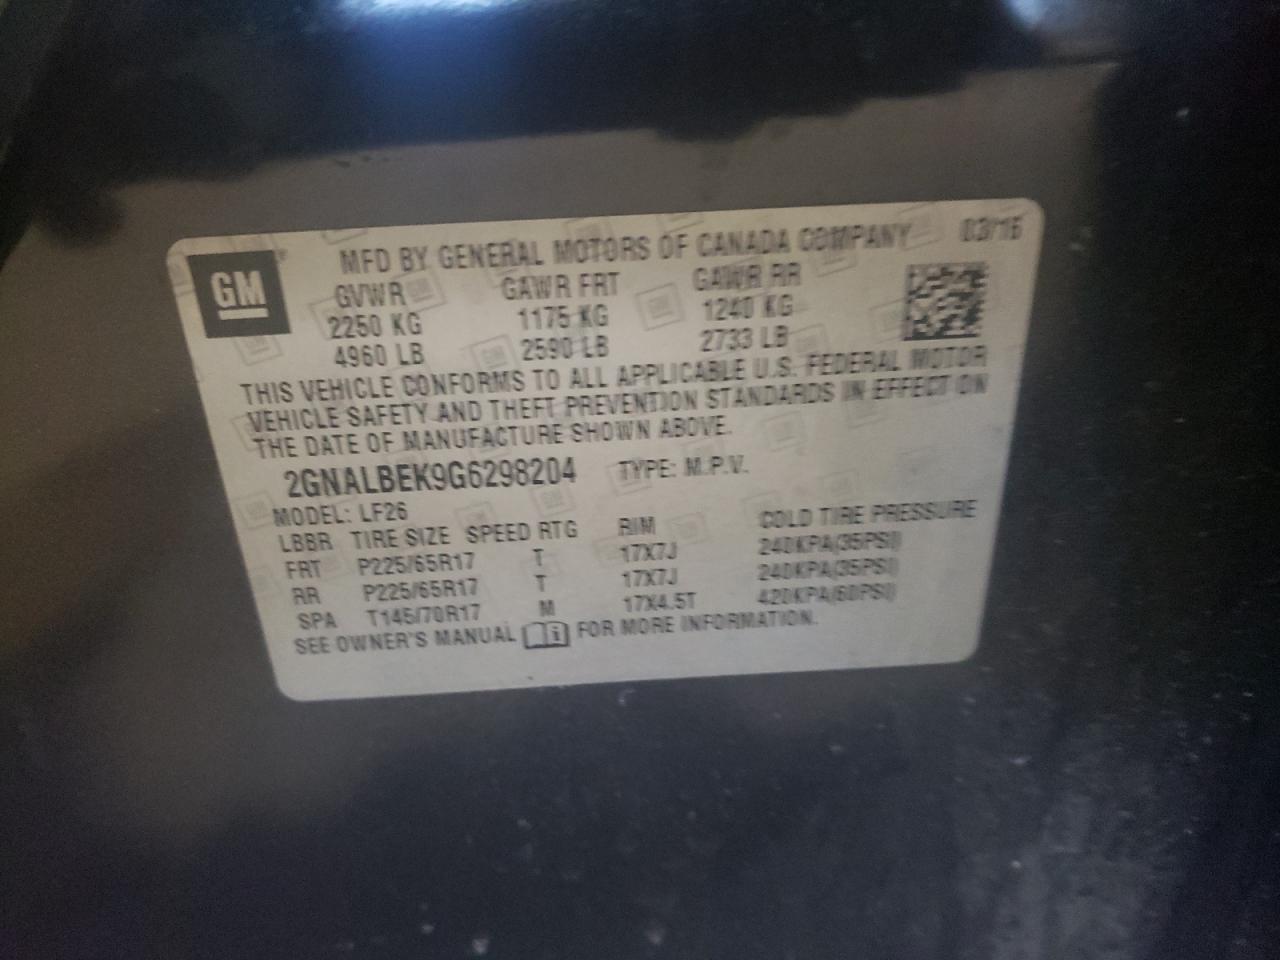 GM ®
MFD BY GENERAL MOTORS OF CANADA COMPANY 03/16
GVWR GAWR FRT GAWR RR
2250 KG 1175 KG 1240 KG
4960 LB 2590 LB 2733 LB
THIS VEHICLE CONFORMS TO ALL APPLICABLE U.S. FEDERAL MOTOR
VEHICLE SAFETY AND THEFT PREVENTION STANDARDS IN EFFECT ON
THE DATE OF MANUFACTURE SHOWN ABOVE.
2GNALBEK9G6298204 TYPE: M.P.V.
MODEL: LF26
LBBR TIRE SIZE SPEED RTG RIM COLD TIRE PRESSURE
FRT P225/65R17 T 17X7J 240KPA(35PSI)
RR P225/65R17 T 17X7J 240KPA(35PSI)
SPA T145/70R17 M 17X4.5T 420KPA(60PSI)
SEE OWNER'S MANUAL i FOR MORE INFORMATION.